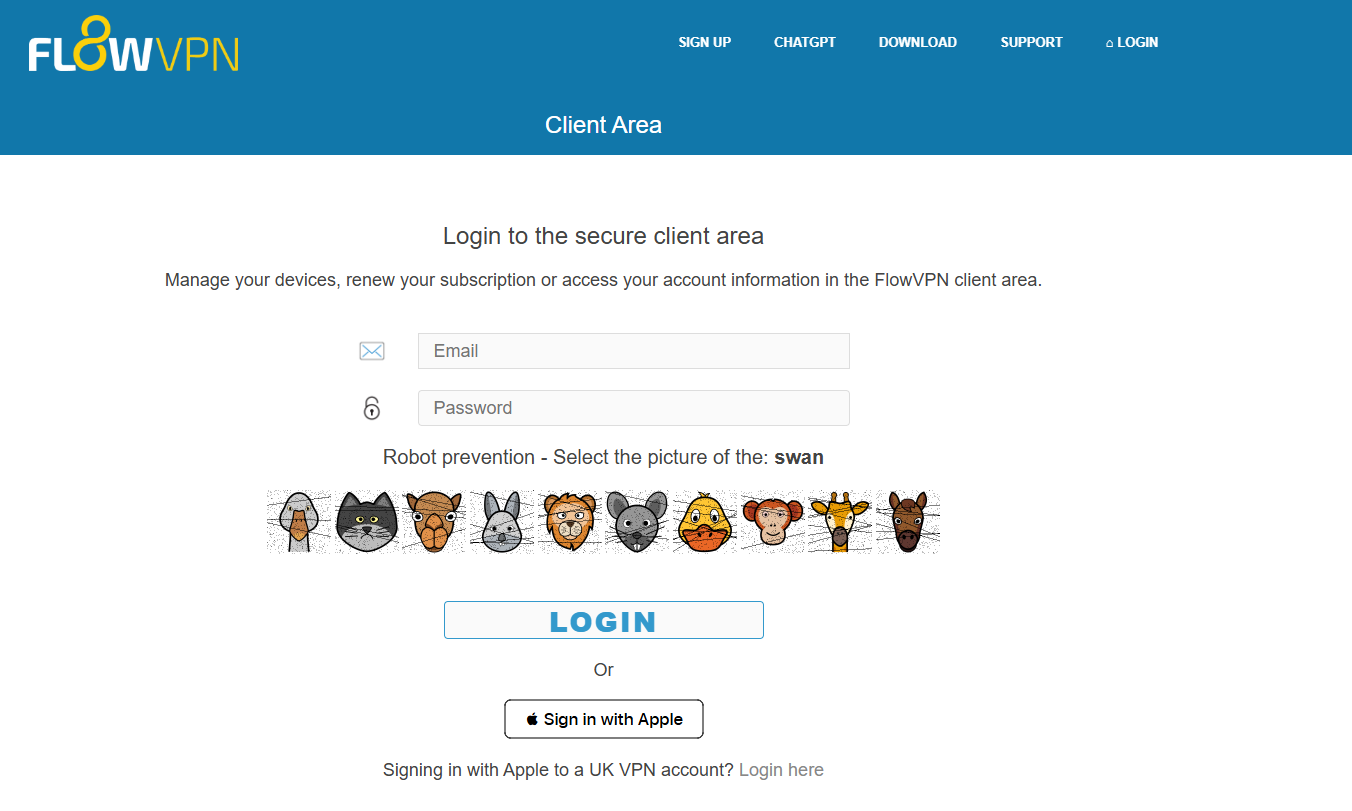 FLOWVPN
SIGN UP CHATGPT DOWNLOAD SUPPORT LOGIN
Client Area
Login to the secure client area
Manage your devices, renew your subscription or access your account information in the FlowVPN client area.
Email
Password
Robot prevention - Select the picture of the: swan
LOGIN
Or
Sign in with Apple
Signing in with Apple to a UK VPN account? Login here